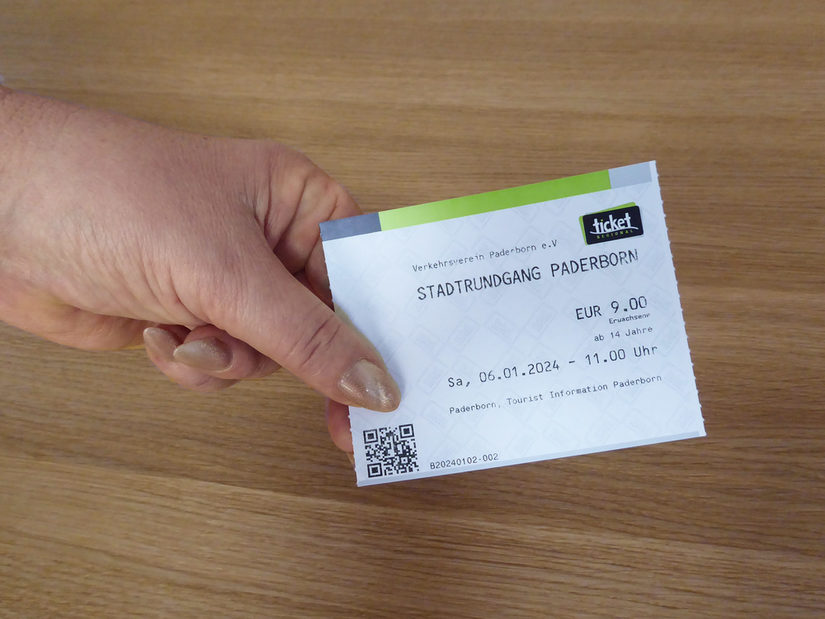 ticket
REGIONAL
Verkehrsverein Paderborn e.V
STADTRUNDGANG PADERBORN
EUR 9.00
Erwachsene
ab 14 Jahre
Sa, 06.01.2024 - 11.00 Uhr
Paderborn, Tourist Information Paderborn
B20240102-002